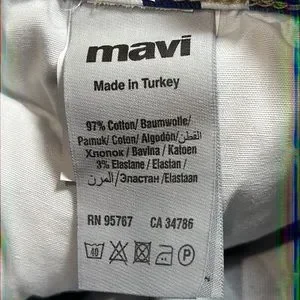 mavi
Made in Turkey
97% Cotton/ Baumwolle/
Pamuk/ Coton/ Algodón/ القطن/
Хлопок/ Bavlna/ Katoen
3% Elastane/ Elastan/
المرن/ Эластан/Elastaan
RN 95767 CA 34786
40 P